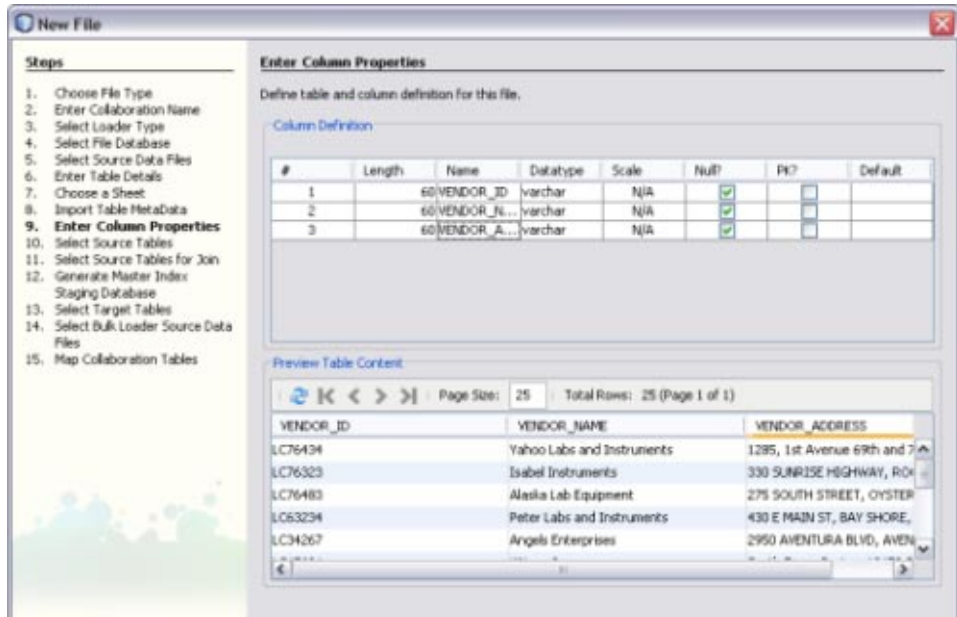 New File
Steps
1. Choose File Type
2. Enter Collaboration Name
3. Select Loader Type
4. Select File Database
5. Select Source Data Files
6. Enter Table Details
7. Choose a Sheet
8. Import Table MetaData
9. Enter Column Properties
10. Select Source Tables
11. Select Source Tables for Join
12. Generate Master Index
Staging Database
13. Select Target Tables
14. Select Bulk Loader Source Data
Files
15. Map Collaboration Tables
Enter Column Properties
Define table and column definition for this file.
Column Definition
# Length Name Datatype Scale Null? PK? Default
1 60 VENDOR_ID varchar N/A
2 60 VENDOR_N... varchar N/A
3 60 VENDOR_A... varchar N/A
Preview Table Content
Page Size: 25 Total Rows: 25 (Page 1 of 1)
VENDOR_ID VENDOR_NAME VENDOR_ADDRESS
LC76434 Yahoo Labs and Instruments 1285, 1st Avenue 69th and 7
LC76323 Isabel Instruments 330 SUNRISE HIGHWAY, RO
LC76483 Alaska Lab Equipment 275 SOUTH STREET, OYSTER
LC63234 Peter Labs and Instruments 430 E MAIN ST, BAY SHORE,
LC34267 Angels Enterprises 2950 AVENTURA BLVD, AVEN